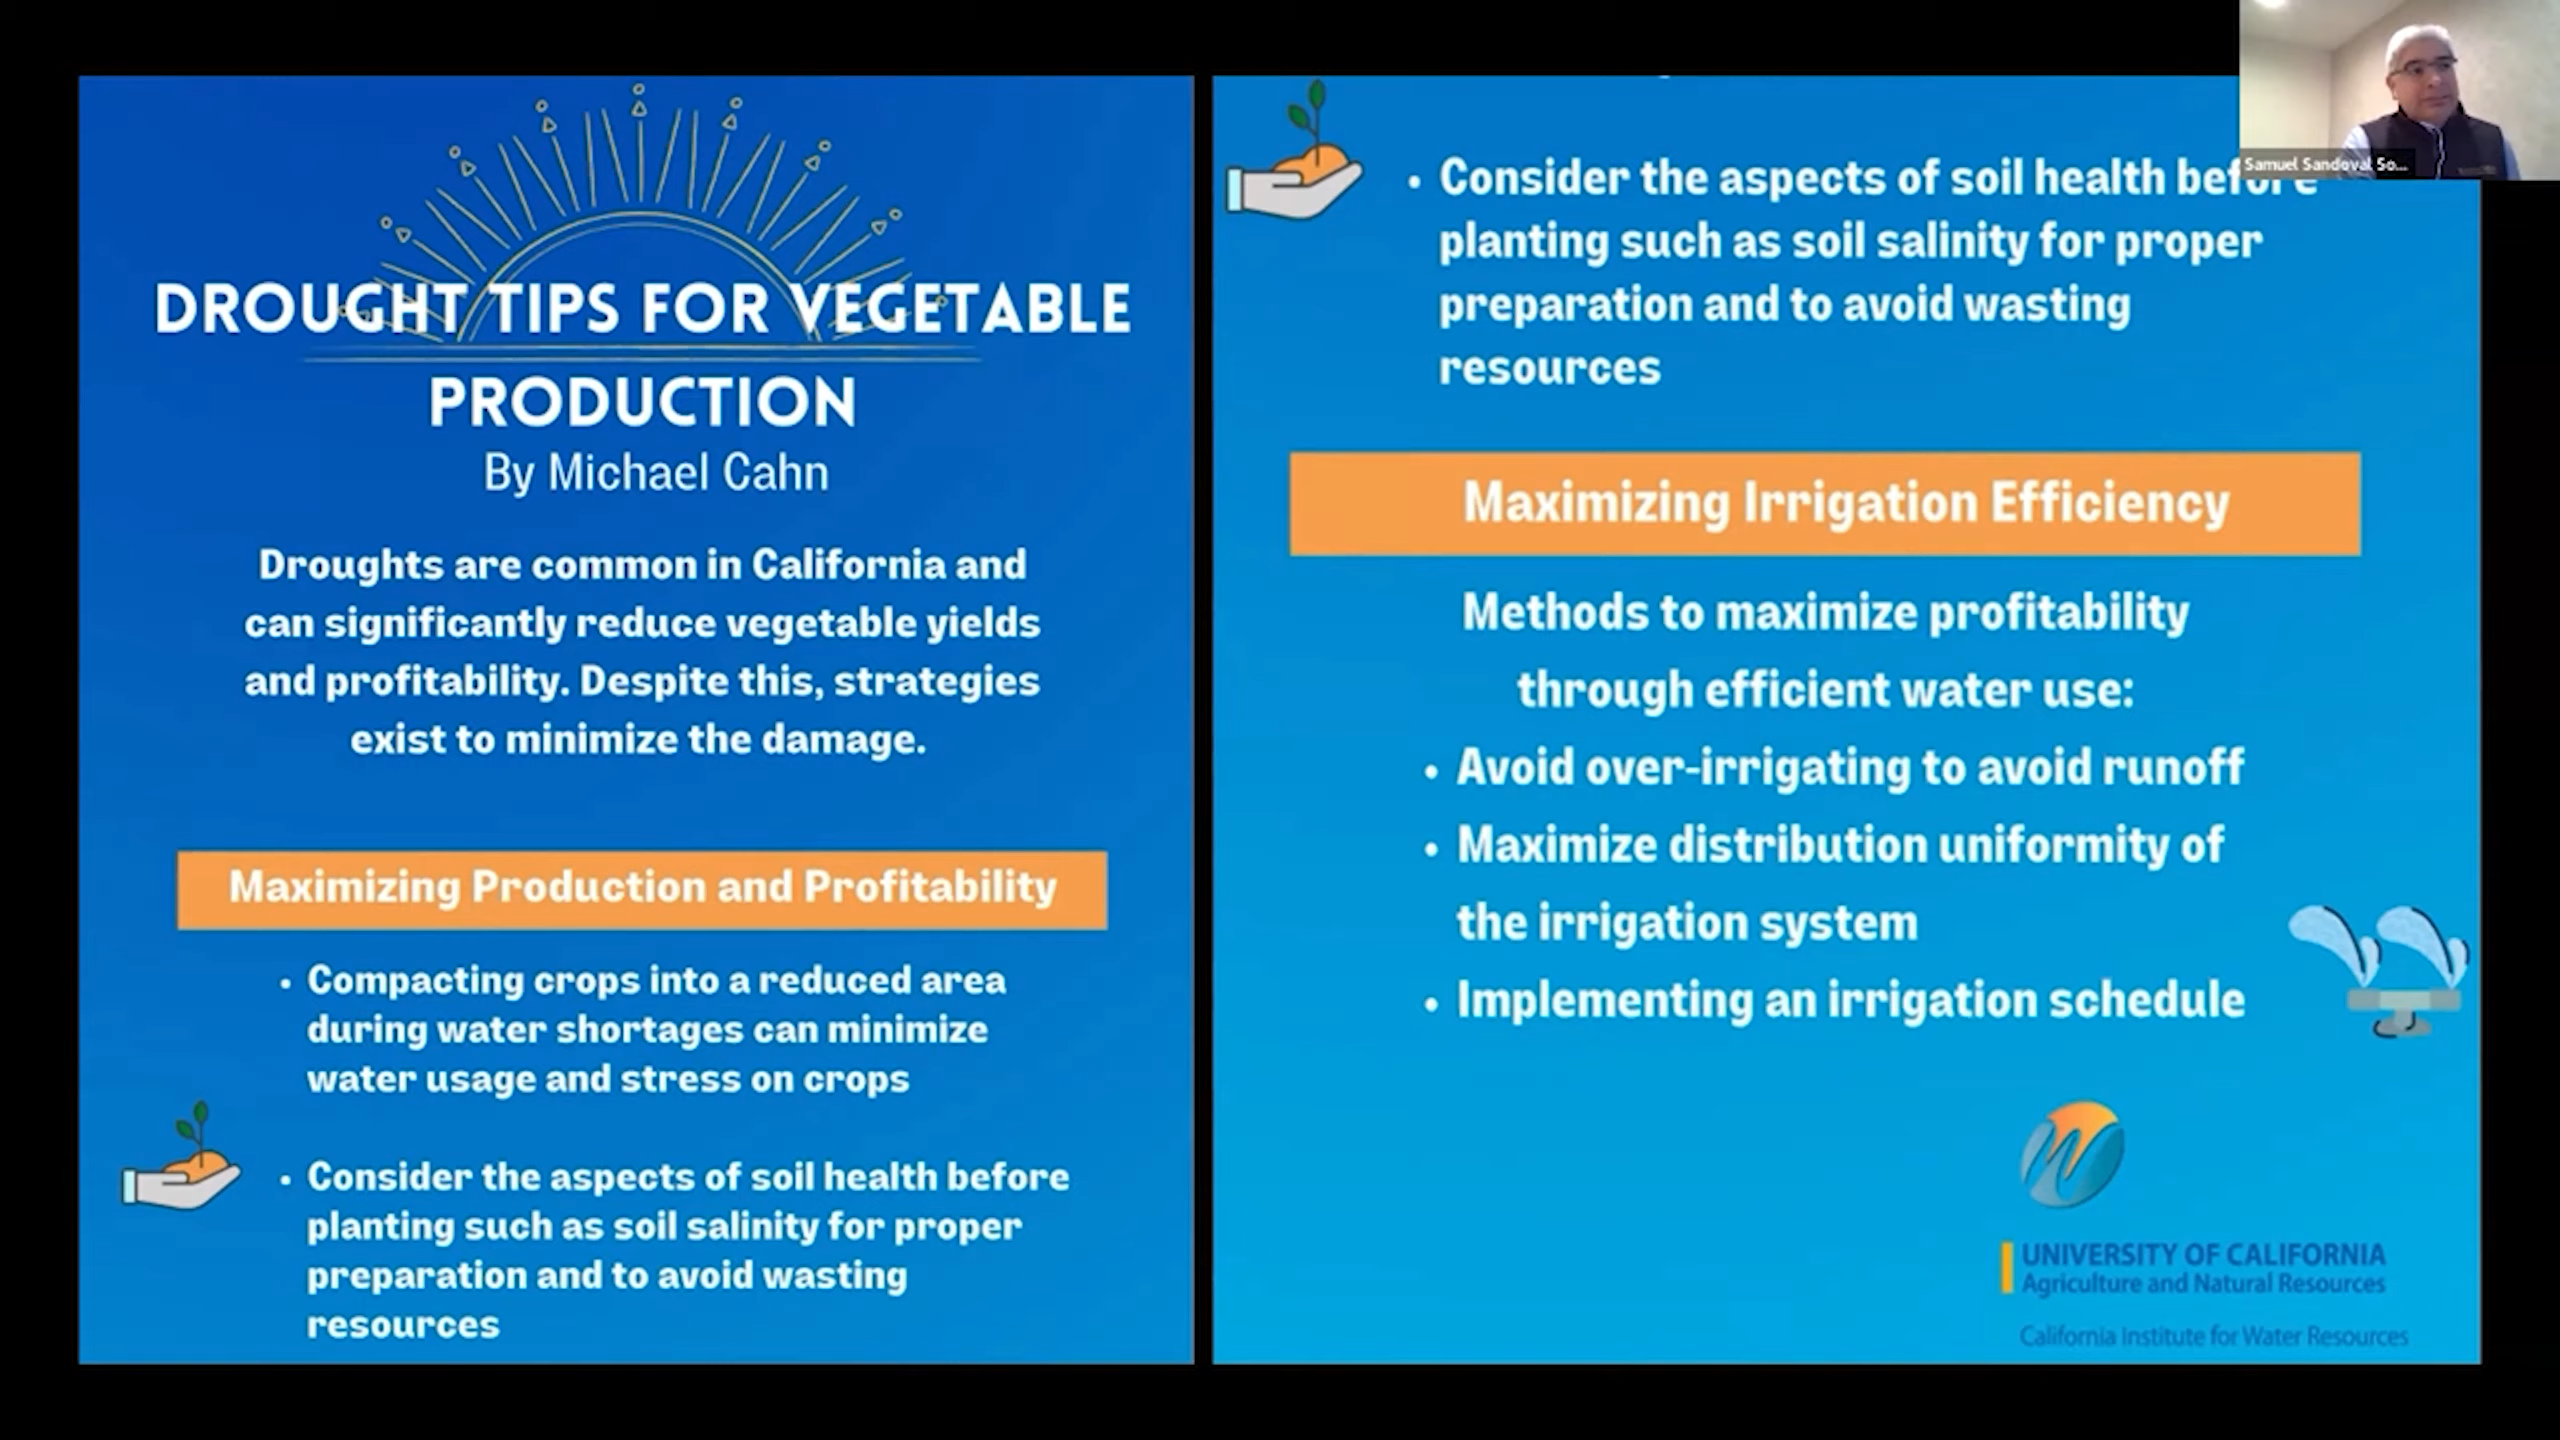 DROUGHT TIPS FOR VEGETABLE
PRODUCTION
By Michael Cahn
Droughts are common in California and
can significantly reduce vegetable yields
and profitability. Despite this, strategies
exist to minimize the damage.
Maximizing Production and Profitability
• Compacting crops into a reduced area
during water shortages can minimize
water usage and stress on crops
• Consider the aspects of soil health before
planting such as soil salinity for proper
preparation and to avoid wasting
resources
• Consider the aspects of soil health before
planting such as soil salinity for proper
preparation and to avoid wasting
resources
Maximizing Irrigation Efficiency
Methods to maximize profitability
through efficient water use:
• Avoid over-irrigating to avoid runoff
• Maximize distribution uniformity of
the irrigation system
• Implementing an irrigation schedule
UNIVERSITY OF CALIFORNIA
Agriculture and Natural Resources
California Institute for Water Resources
Samuel Sandoval So...